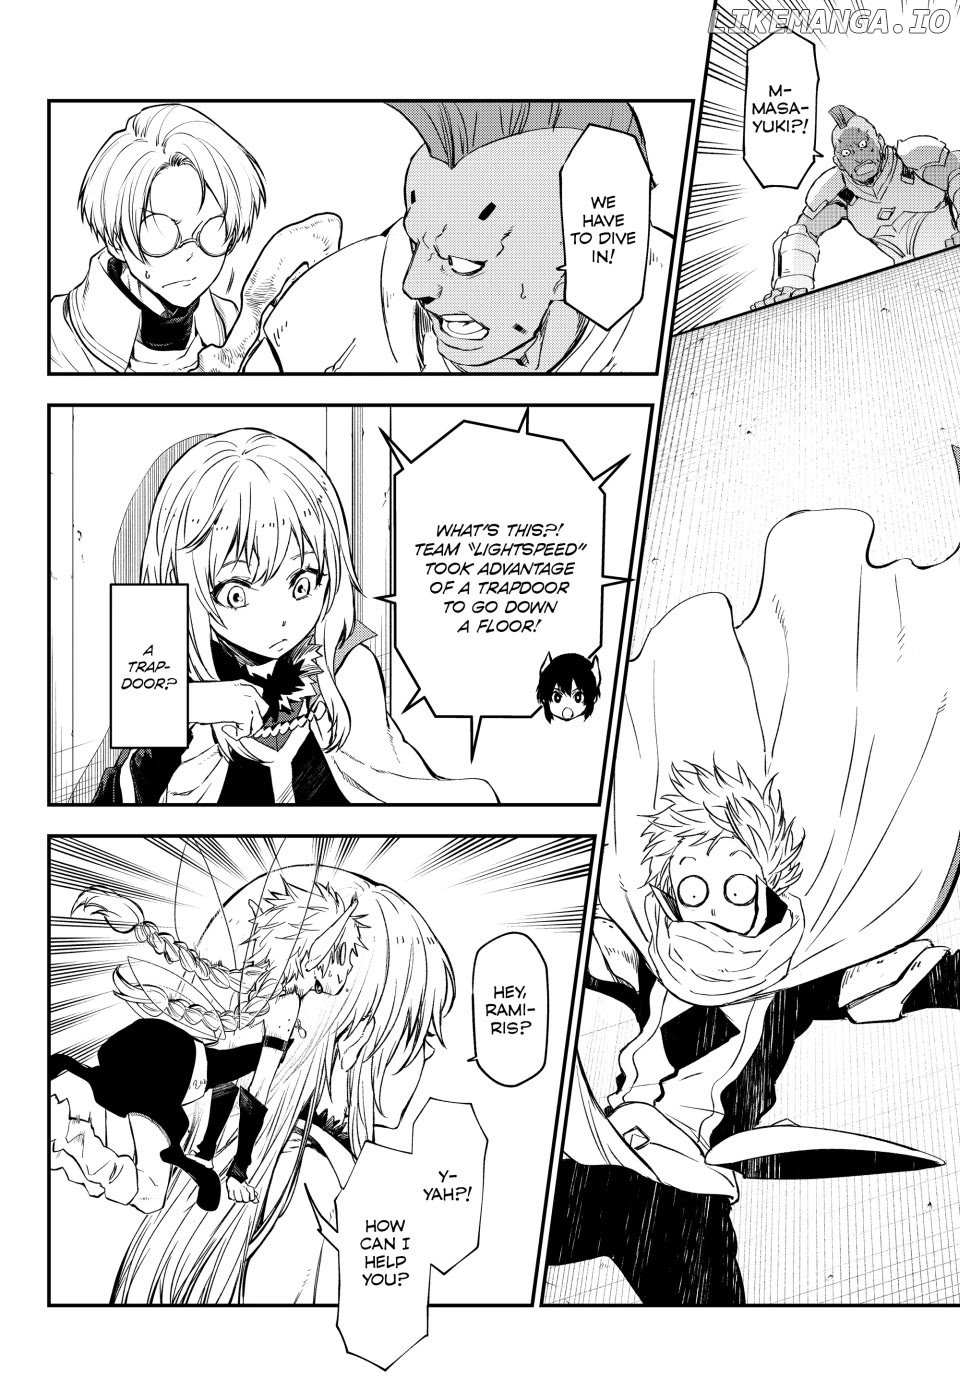 LIKEMANGA.IO
M-
MASA-
YUKI?!
WE
HAVE
TO DIVE
IN!
WHAT'S THIS?!
TEAM "LIGHTSPEED"
TOOK ADVANTAGE
OF A TRAPDOOR
TO GO DOWN
A FLOOR!
A
TRAP-
DOOR?
HEY,
RAMI-
RIS?
Y-
YAH?!
HOW
CAN I
HELP
YOU?